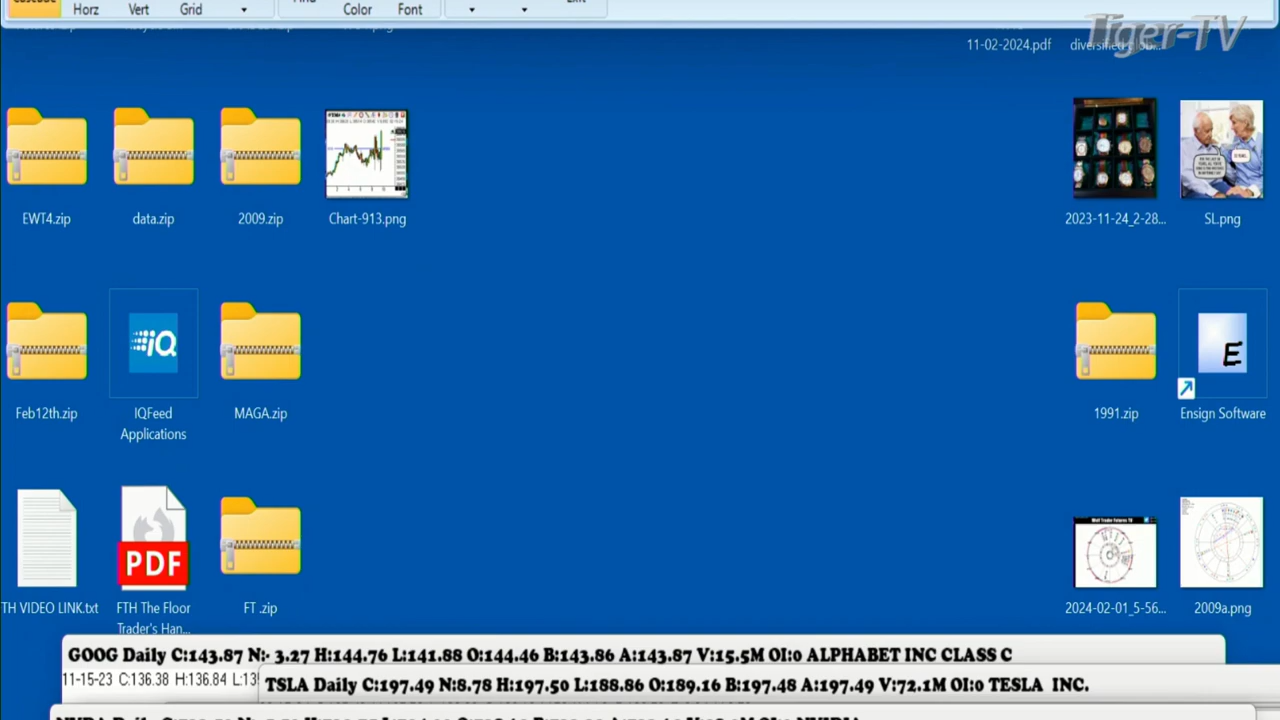 Horz Vert Grid Color Font
Tiger-TV
11-02-2024.pdf
EWT4.zip data.zip 2009.zip Chart-913.png 2023-11-24_2-28... SL.png
iQ E
Feb12th.zip IQFeed Applications MAGA.zip 1991.zip Ensign Software
PDF
TH VIDEO LINK.txt FTH The Floor Trader's Han... FT .zip 2024-02-01_5-56... 2009a.png
GOOG Daily C:143.87 N:- 3.27 H:144.76 L:141.88 O:144.46 B:143.86 A:143.87 V:15.5M OI:0 ALPHABET INC CLASS C
11-15-23 C:136.38 H:136.84
TSLA Daily C:197.49 N:8.78 H:197.50 L:188.86 O:189.16 B:197.48 A:197.49 V:72.1M OI:0 TESLA INC.